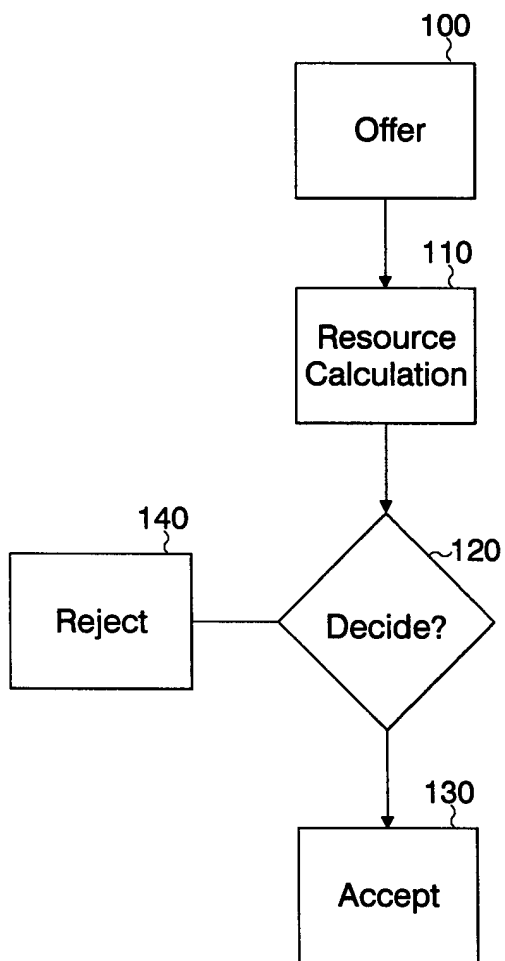 100
Offer
110
Resource
Calculation
140
120
Reject
Decide?
130
Accept